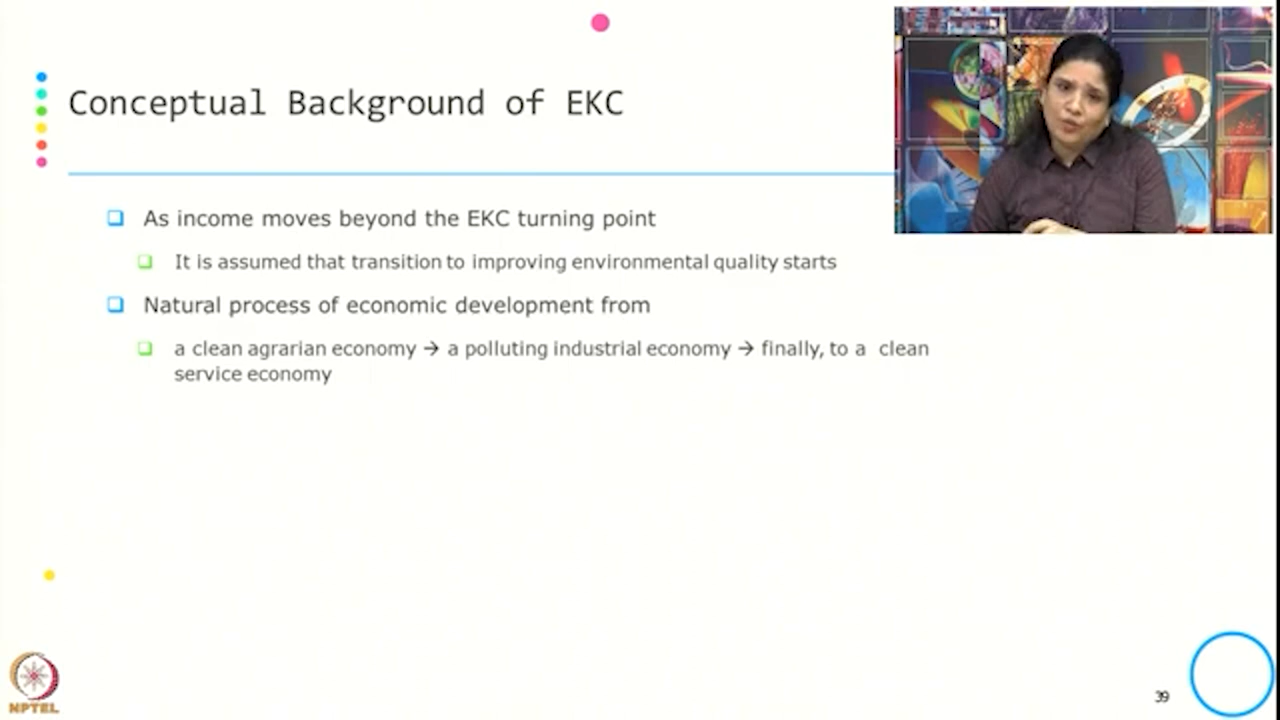 Conceptual Background of EKC
As income moves beyond the EKC turning point
It is assumed that transition to improving environmental quality starts
Natural process of economic development from
a clean agrarian economy → a polluting industrial economy → finally, to a clean
service economy
NPTEL
39